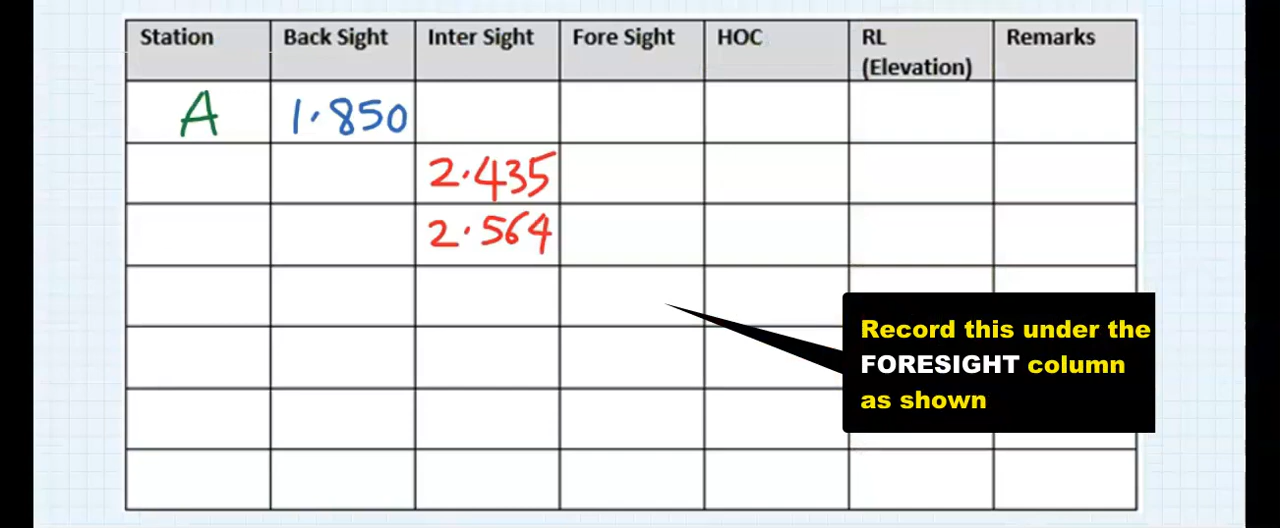 Station Back Sight Inter Sight Fore Sight HOC RL Remarks
(Elevation)
A 1.850
2.435
2.564
Record this under the
FORESIGHT column
as shown